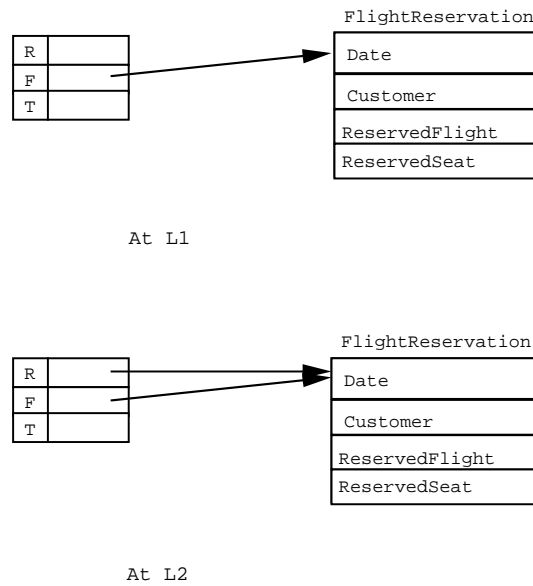 FlightReservation
R
F
T
Date
Customer
ReservedFlight
ReservedSeat
At L1
FlightReservation
R
F
T
Date
Customer
ReservedFlight
ReservedSeat
At L2